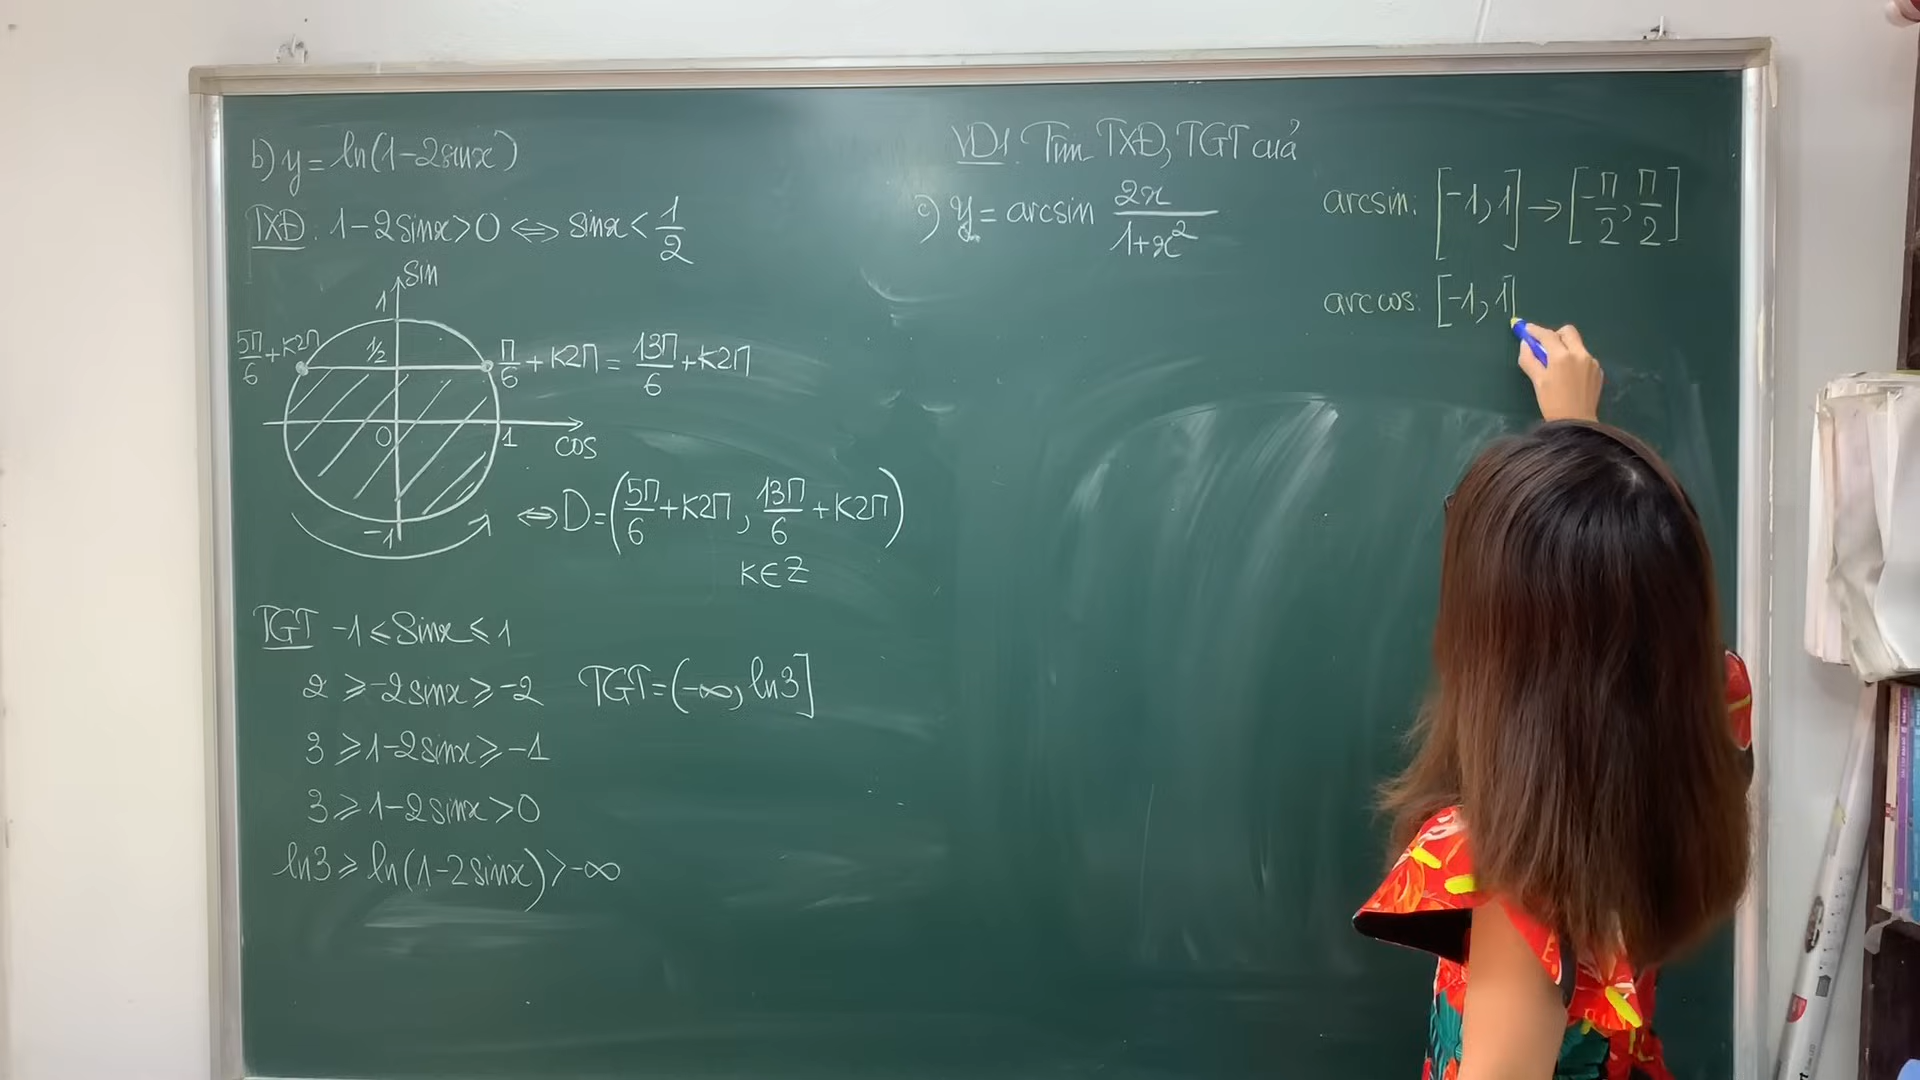 b) y = ln(1-2sinx)
TXĐ: 1-2sinx>0 ⇔ sinx< 1/2
sin
1
5π/6 +k2π
1/2
π/6 + k2π = 13π/6 +k2π
0
1
cos
-1
⇔ D = (5π/6 +k2π, 13π/6 +k2π)
k∈Z
TGT -1 ⩽ sinx ⩽ 1
2 ⩾ -2sinx ⩾ -2
TGT=(-∞, ln3]
3 ⩾ 1-2sinx ⩾ -1
3 ⩾ 1-2sinx > 0
ln3 ⩾ ln(1-2sinx) > -∞
VD1. Tìm TXĐ, TGT của
c) y = arcsin 2x/(1+x²)
arcsin: [-1, 1] → [-π/2, π/2]
arccos: [-1, 1]